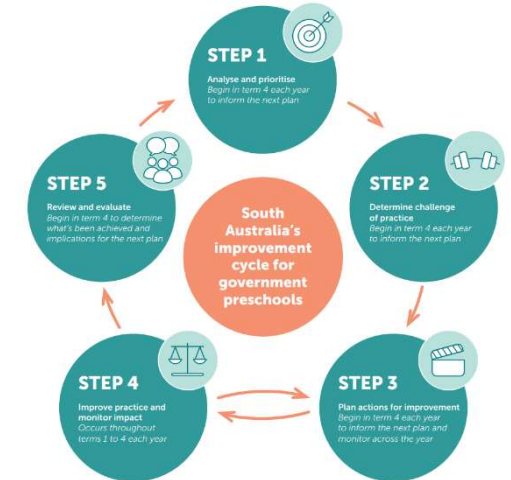 STEP 1
Analyse and prioritise
Begin in term 4 each year
to inform the next plan
STEP 2
Determine challenge
of practice
Begin in term 4 each year
to inform the next plan
STEP 3
Plan actions for improvement
Begin in term 4 each year
to inform the next plan and
monitor across the year
STEP 4
Improve practice and
monitor impact
Occurs throughout
terms 1 to 4 each year
STEP 5
Review and evaluate
Begin in term 4 to determine
what's been achieved and
implications for the next plan
South
Australia's
improvement
cycle for
government
preschools